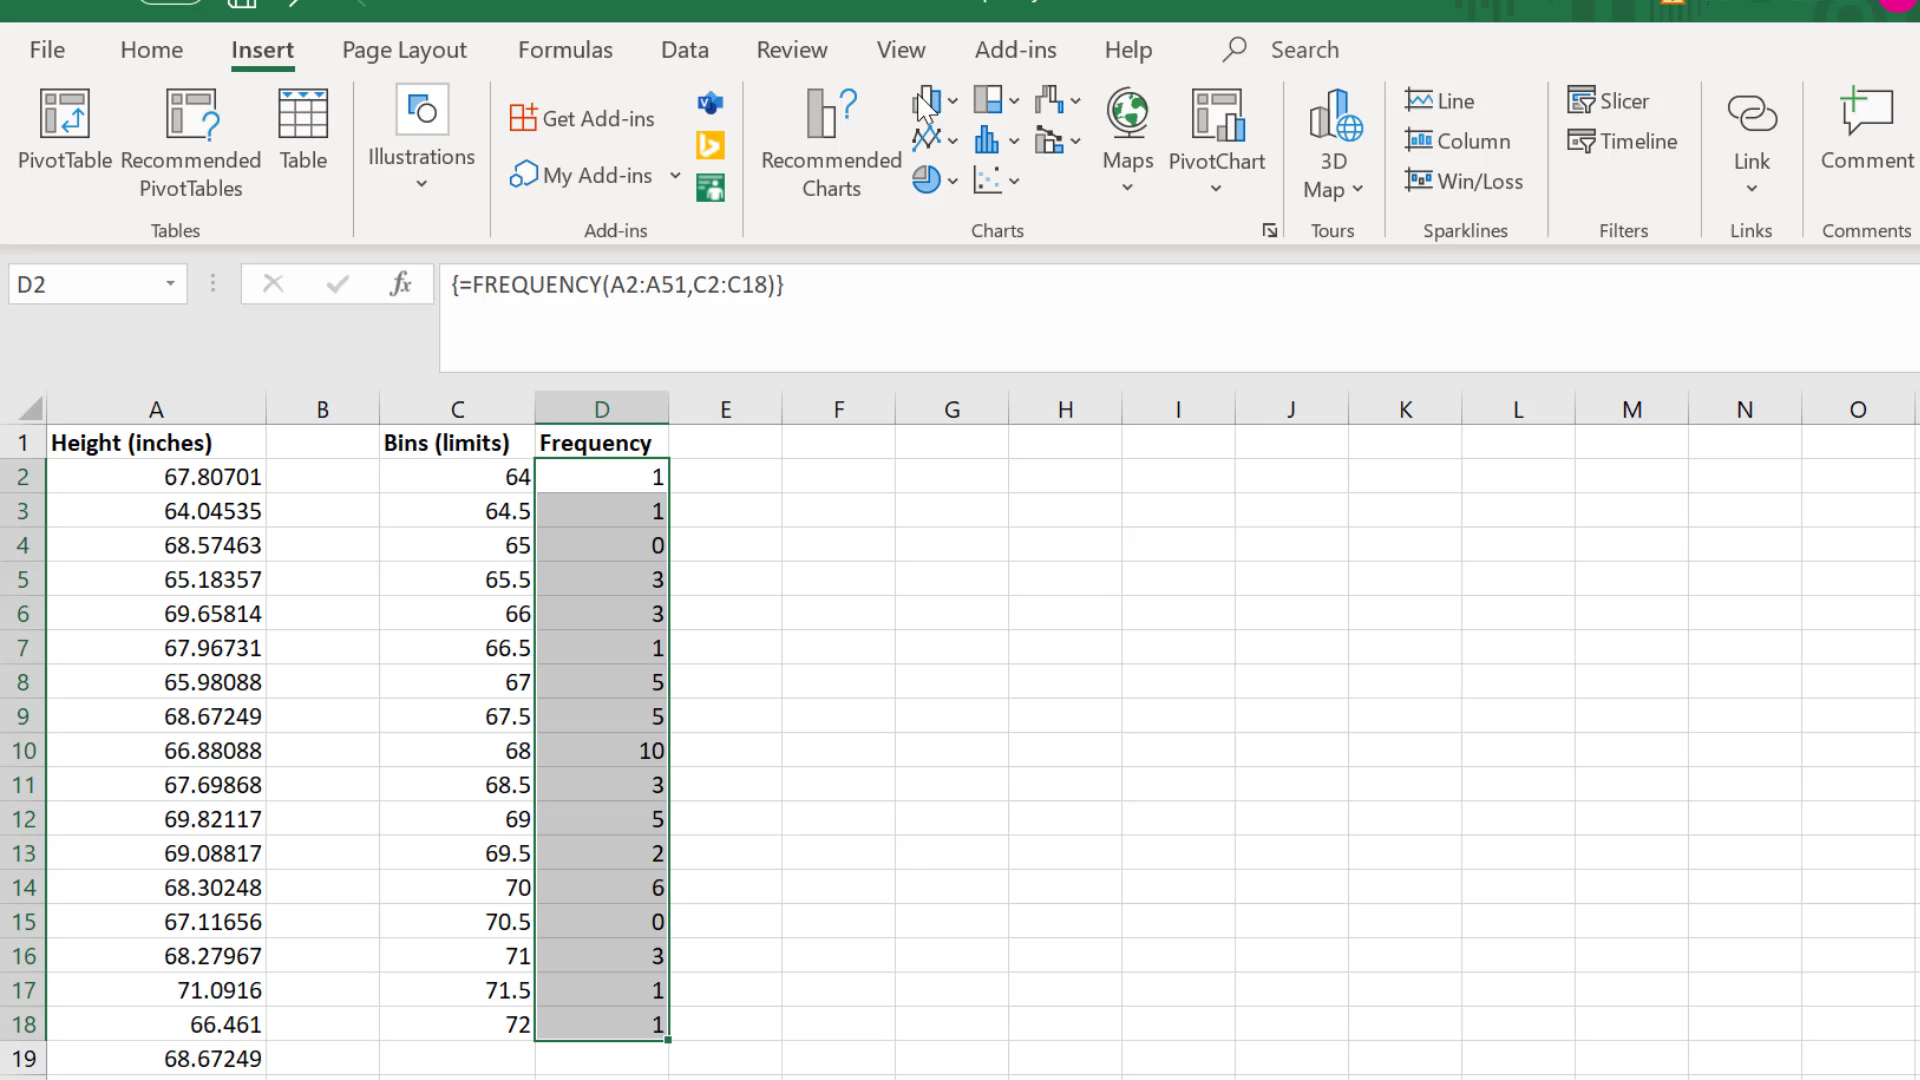 File Home Insert Page Layout Formulas Data Review View Add-ins Help Search
PivotTable Recommended PivotTables Table
Tables
Illustrations
Get Add-ins
My Add-ins
Add-ins
Recommended Charts
Maps PivotChart
Charts
3D Map
Tours
Line
Column
Win/Loss
Sparklines
Slicer
Timeline
Filters
Link
Links
Comment
Comments
D2 fx {=FREQUENCY(A2:A51,C2:C18)}
A B C D E F G H I J K L M N O
1 Height (inches) Bins (limits) Frequency
2 67.80701 64 1
3 64.04535 64.5 1
4 68.57463 65 0
5 65.18357 65.5 3
6 69.65814 66 3
7 67.96731 66.5 1
8 65.98088 67 5
9 68.67249 67.5 5
10 66.88088 68 10
11 67.69868 68.5 3
12 69.82117 69 5
13 69.08817 69.5 2
14 68.30248 70 6
15 67.11656 70.5 0
16 68.27967 71 3
17 71.0916 71.5 1
18 66.461 72 1
19 68.67249